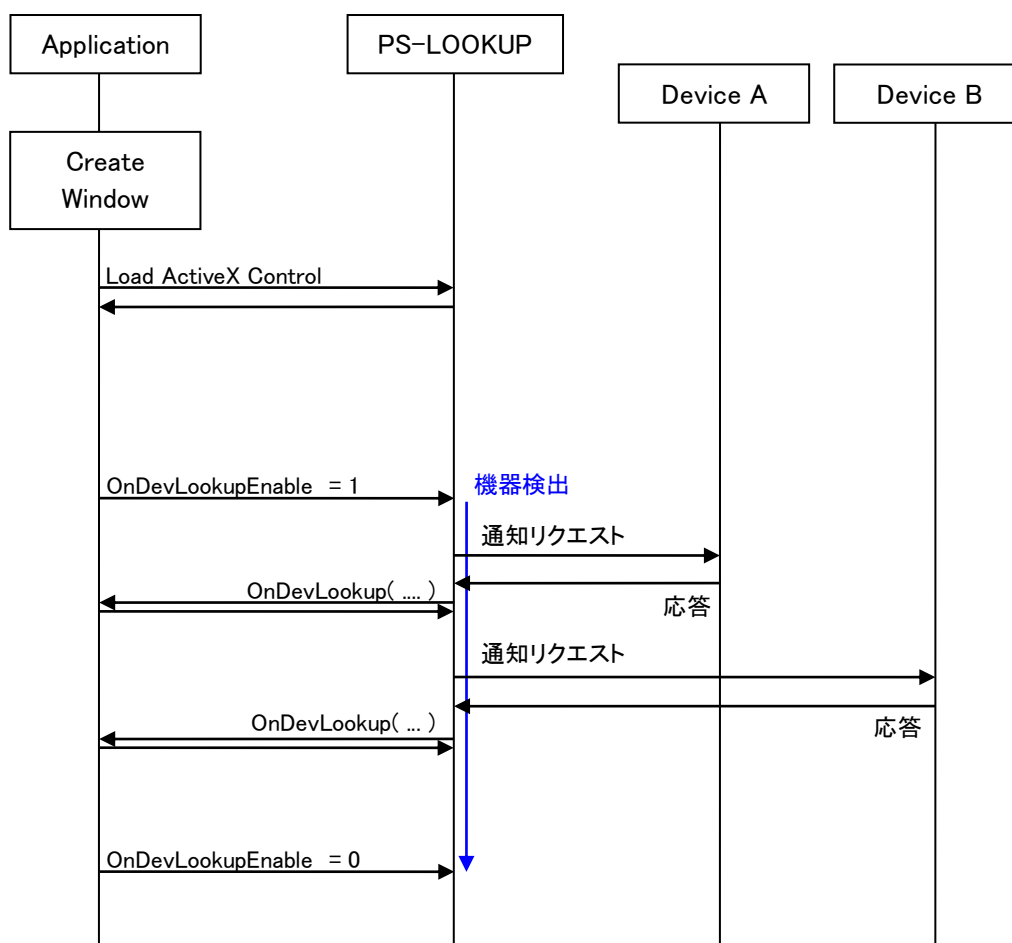 Application
PS-LOOKUP
Device A
Device B
Create
Window
Load ActiveX Control
OnDevLookupEnable = 1
機器検出
通知リクエスト
OnDevLookup( .... )
応答
通知リクエスト
OnDevLookup( ... )
応答
OnDevLookupEnable = 0